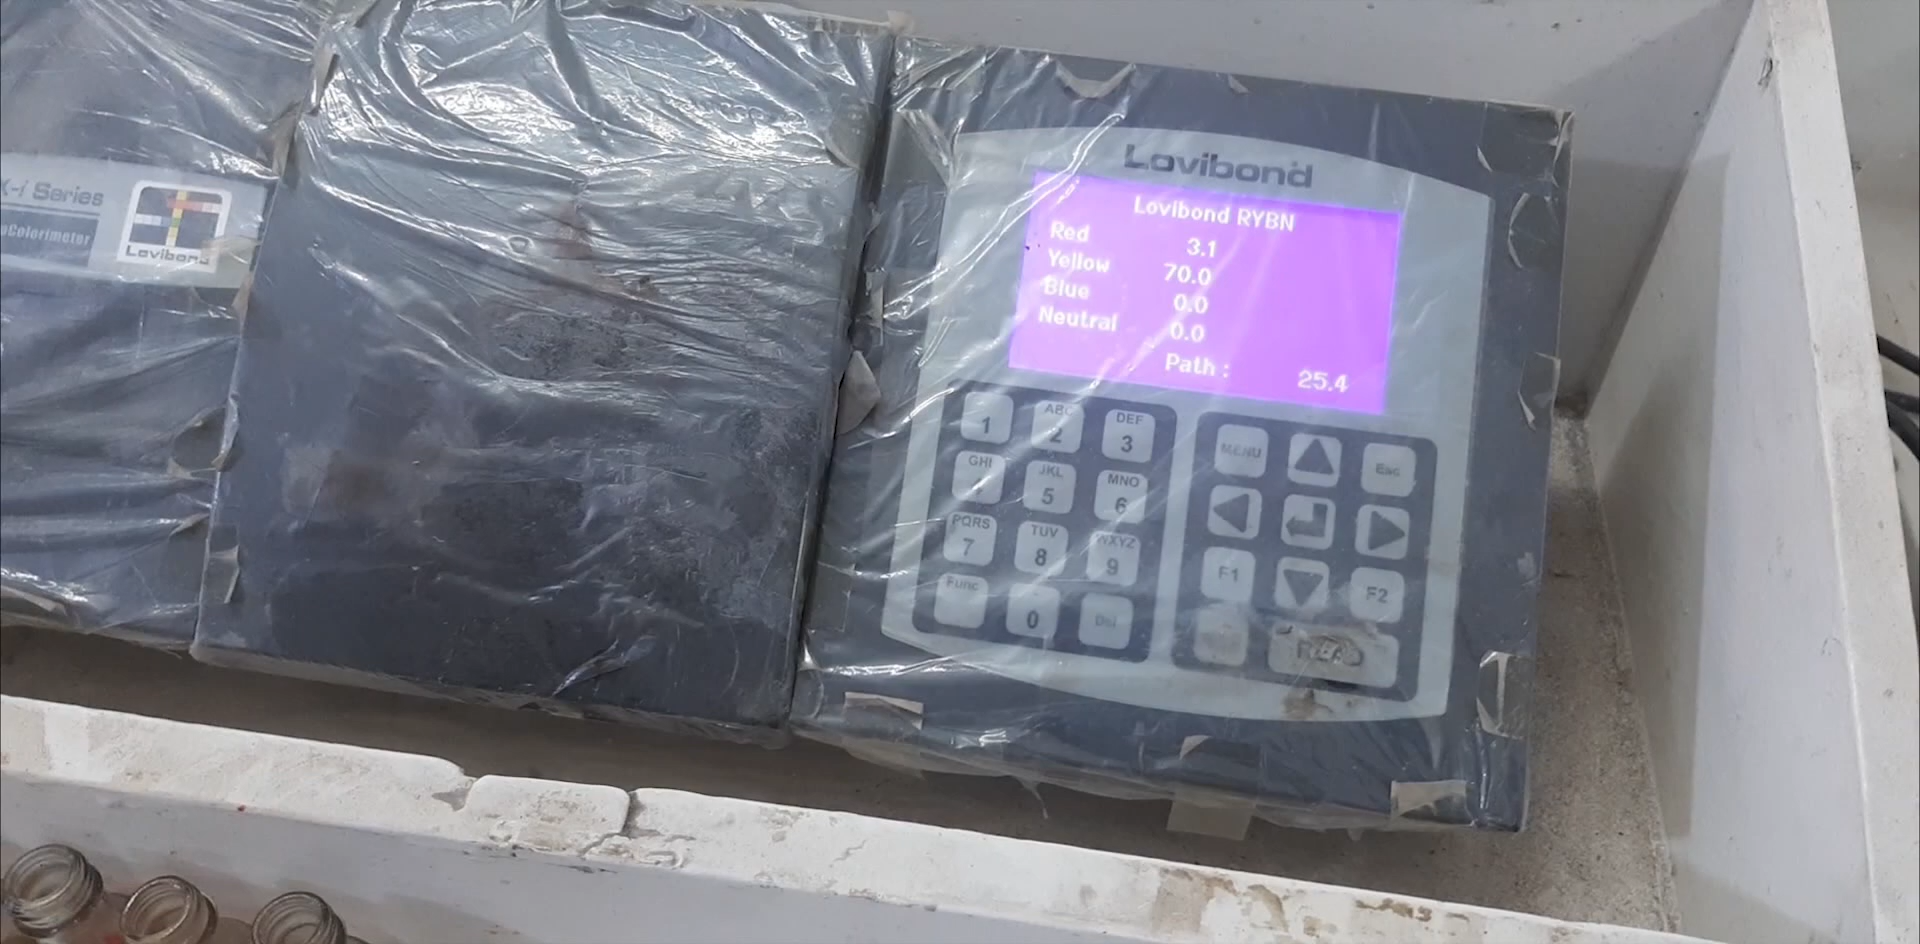 X-i Series
oColorimeter
Lovibond
Lovibond
Lovibond RYBN
Red 3.1
Yellow 70.0
Blue 0.0
Neutral 0.0
Path : 25.4
1 ABC 2 DEF 3
MENU Esc
GHI JKL 5 MNO 6
PQRS 7 TUV 8 WXYZ 9
F1 F2
Func 0 Del
READ